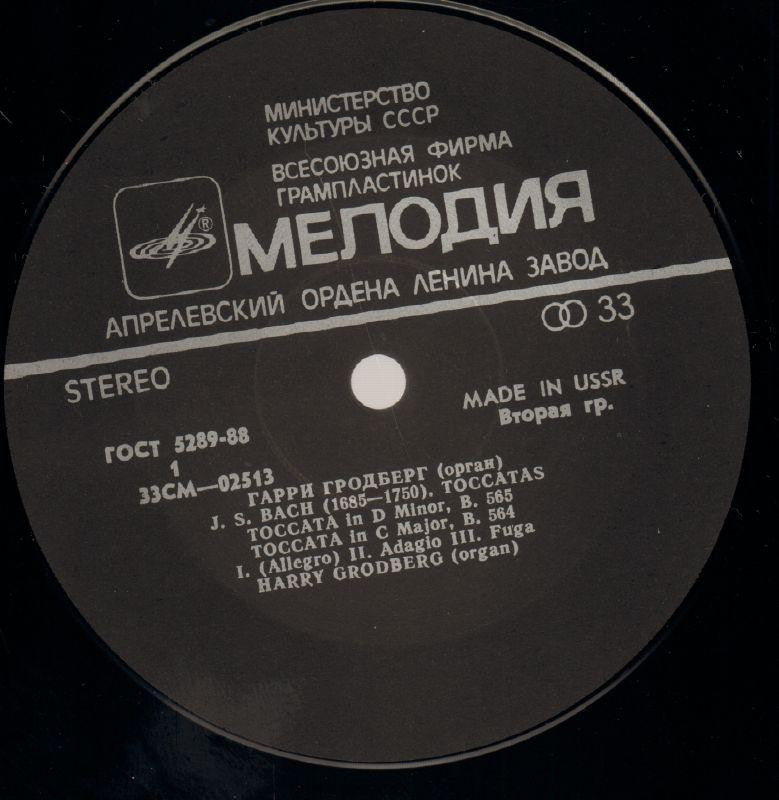 МИНИСТЕРСТВО
КУЛЬТУРЫ СССР
ВСЕСОЮЗНАЯ ФИРМА
ГРАМПЛАСТИНОК
®
МЕЛОДИЯ
АПРЕЛЕВСКИЙ ОРДЕНА ЛЕНИНА ЗАВОД
33
STEREO
MADE IN USSR
Вторая гр.
ГОСТ 5289-88
1
33СМ—02513
ГАРРИ ГРОДБЕРГ (орган)
J. S. BACH (1685—1750). TOCCATAS
TOCCATA in D Minor, B. 565
TOCCATA in C Major, B. 564
I. (Allegro) II. Adagio III. Fuga
HARRY GRODBERG (organ)